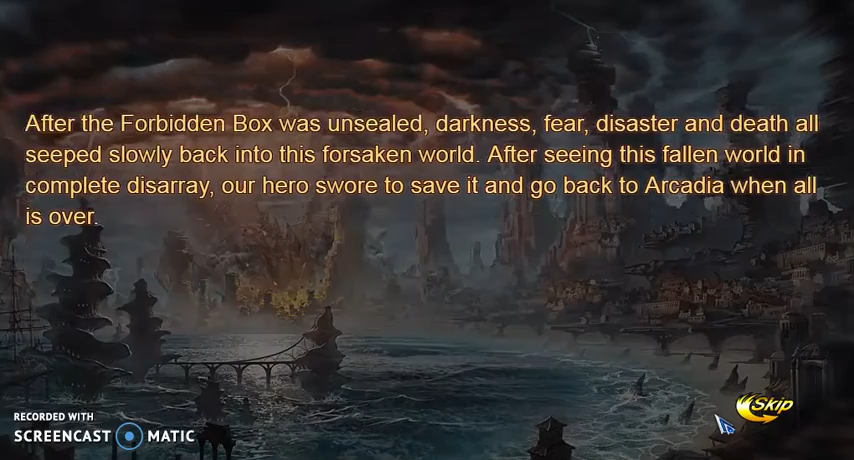 After the Forbidden Box was unsealed, darkness, fear, disaster and death all
seeped slowly back into this forsaken world. After seeing this fallen world in
complete disarray, our hero swore to save it and go back to Arcadia when all
is over.
Skip
RECORDED WITH
SCREENCAST MATIC